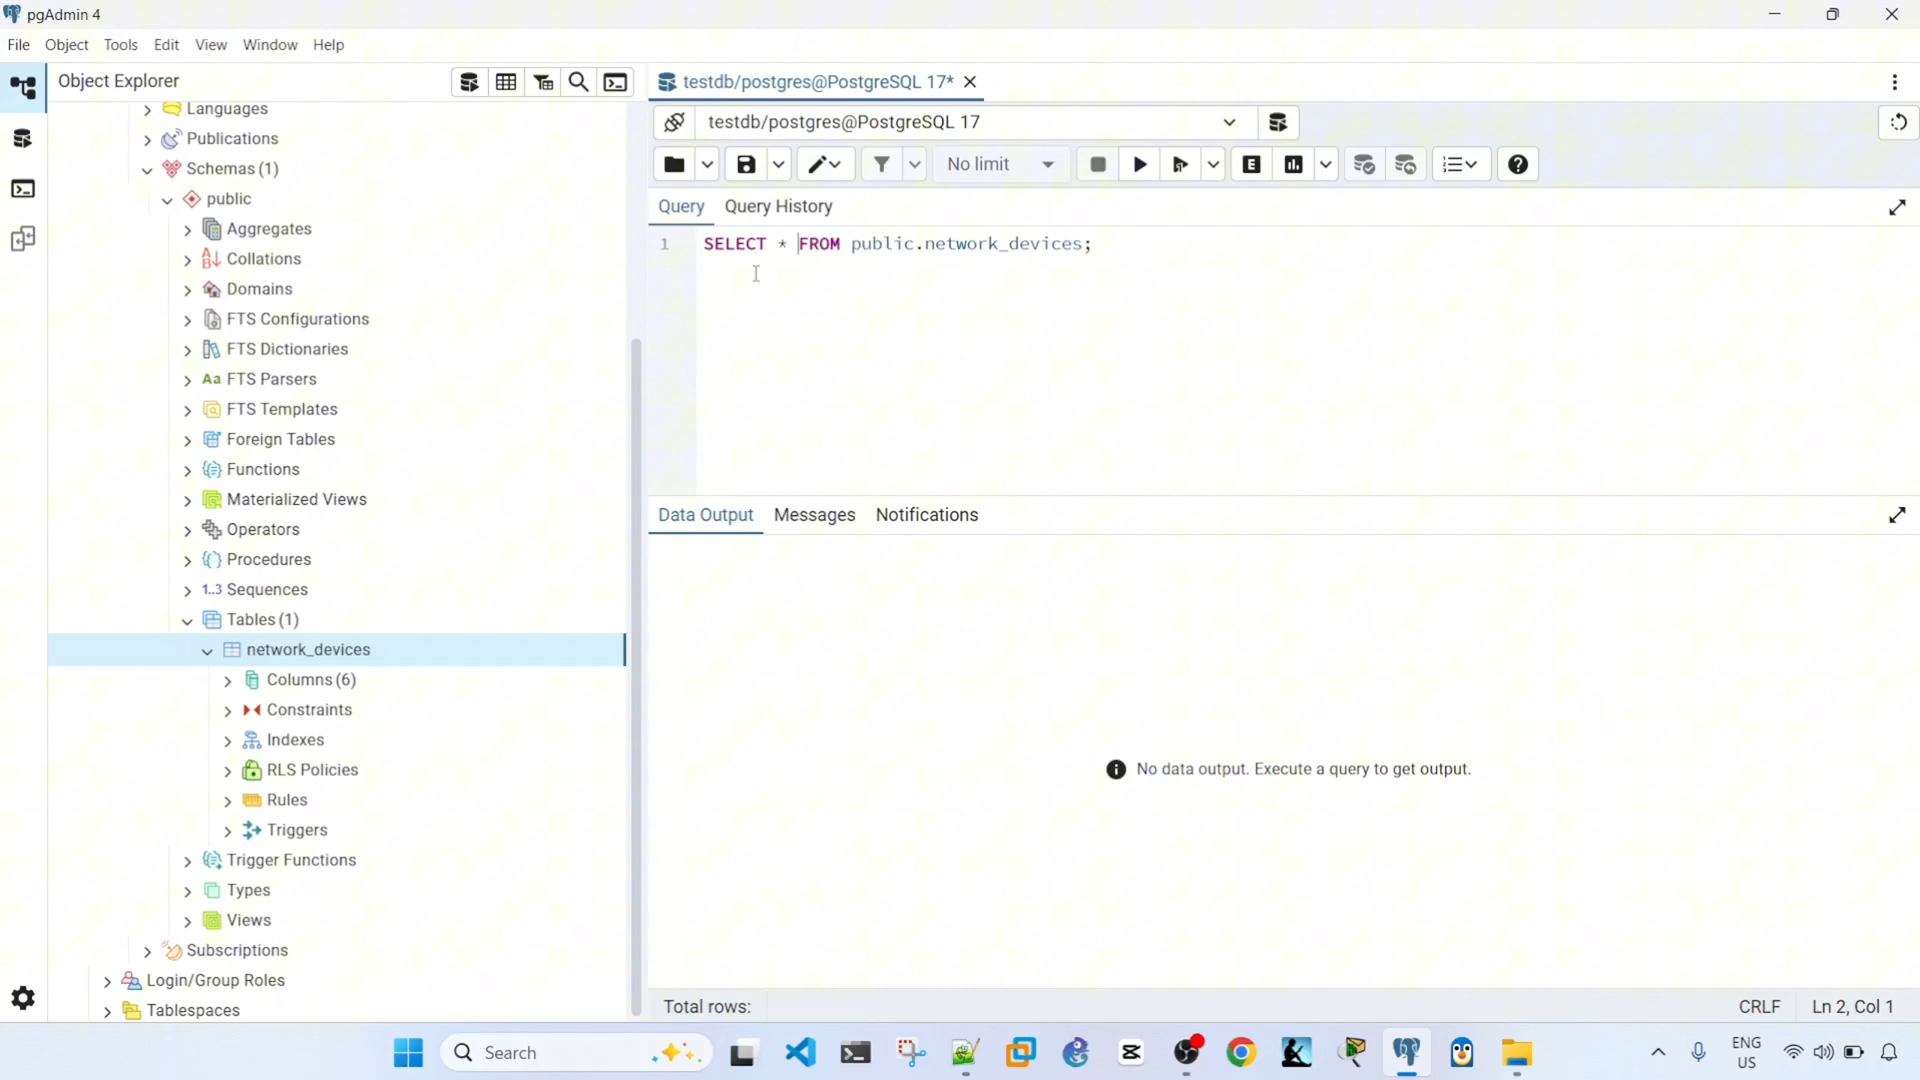 pgAdmin 4
File Object Tools Edit View Window Help
Object Explorer
Languages
Publications
Schemas (1)
public
Aggregates
Collations
Domains
FTS Configurations
FTS Dictionaries
Aa FTS Parsers
FTS Templates
Foreign Tables
Functions
Materialized Views
Operators
Procedures
1..3 Sequences
Tables (1)
network_devices
Columns (6)
Constraints
Indexes
RLS Policies
Rules
Triggers
Trigger Functions
Types
Views
Subscriptions
Login/Group Roles
Tablespaces
testdb/postgres@PostgreSQL 17*
testdb/postgres@PostgreSQL 17
No limit
E
Query Query History
1 SELECT * FROM public.network_devices;
Data Output Messages Notifications
No data output. Execute a query to get output.
Total rows:
CRLF
Ln 2, Col 1
Search
ENG
US